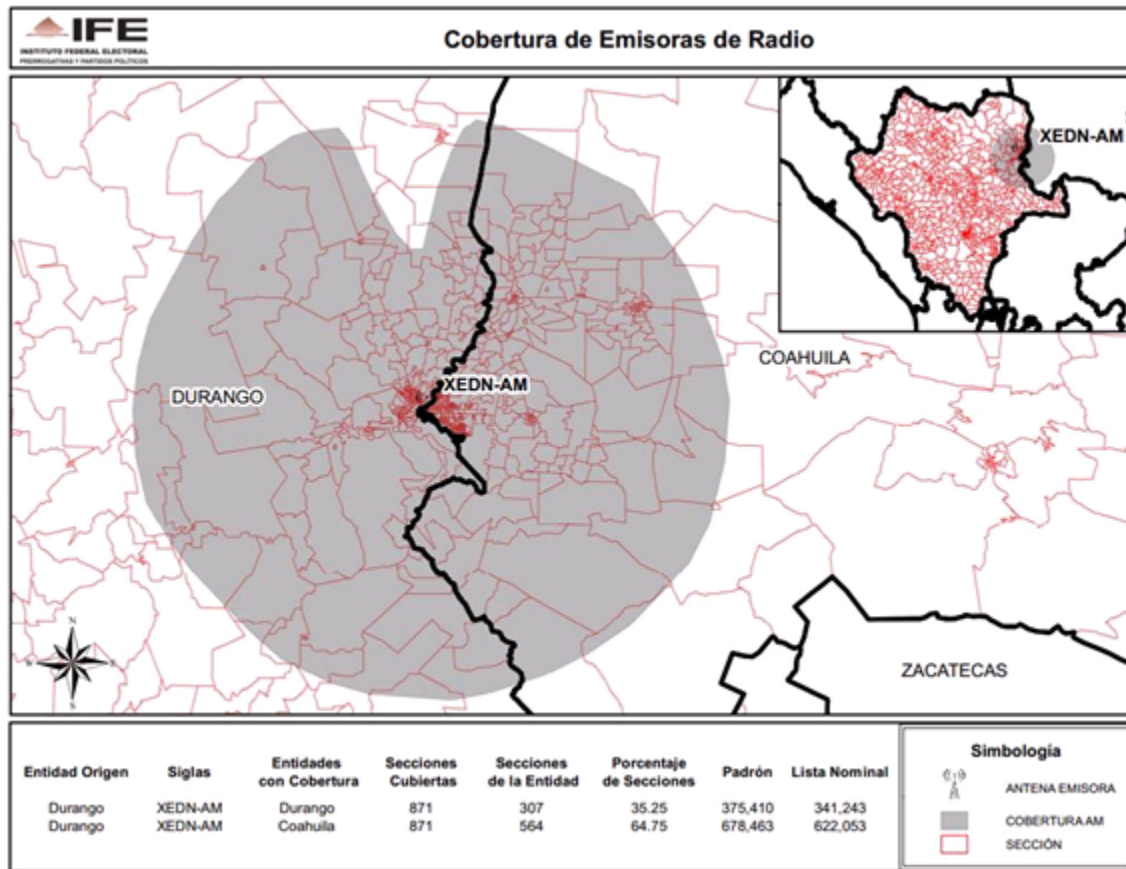 IFE
INSTITUTO FEDERAL ELECTORAL
PRERROGATIVAS Y PARTIDOS POLÍTICOS
Cobertura de Emisoras de Radio
XEDN-AM
COAHUILA
XEDN-AM
DURANGO
N
S
ZACATECAS
Entidad Origen Siglas Entidades con Cobertura Secciones Cubiertas Secciones de la Entidad Porcentaje de Secciones Padrón Lista Nominal
Durango XEDN-AM Durango 871 307 35.25 375,410 341,243
Durango XEDN-AM Coahuila 871 564 64.75 678,463 622,053
Simbología
ANTENA EMISORA
COBERTURA AM
SECCIÓN